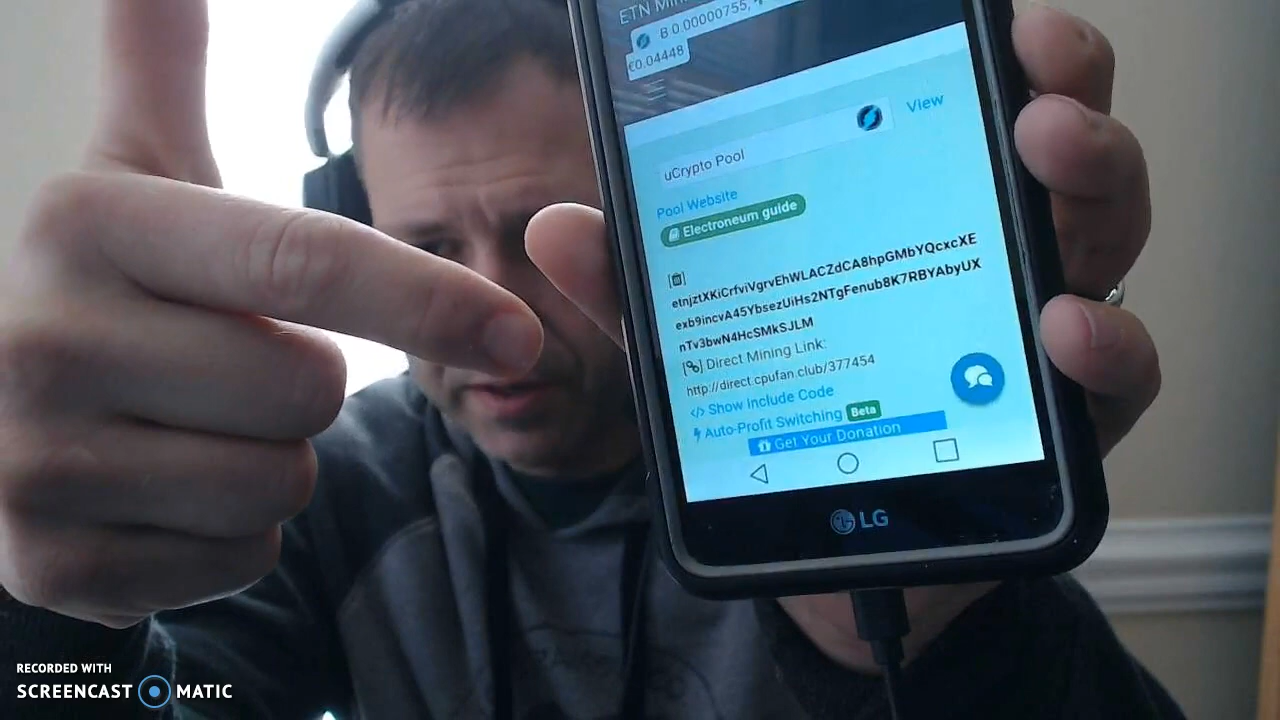 ETN Min
Ƀ 0.00000755,
€0.04448
View
uCrypto Pool
Pool Website
Electroneum guide
etnjztXKiCrfviVgrvEhWLACZdCA8hpGMbYQcxcXE
exb9incvA45YbsezUiHs2NTgFenub8K7RBYAbyUX
nTv3bwN4HcSMkSJLM
Direct Mining Link:
http://direct.cpufan.club/377454
</> Show Include Code
Auto-Profit Switching Beta
Get Your Donation
LG
RECORDED WITH
SCREENCAST MATIC